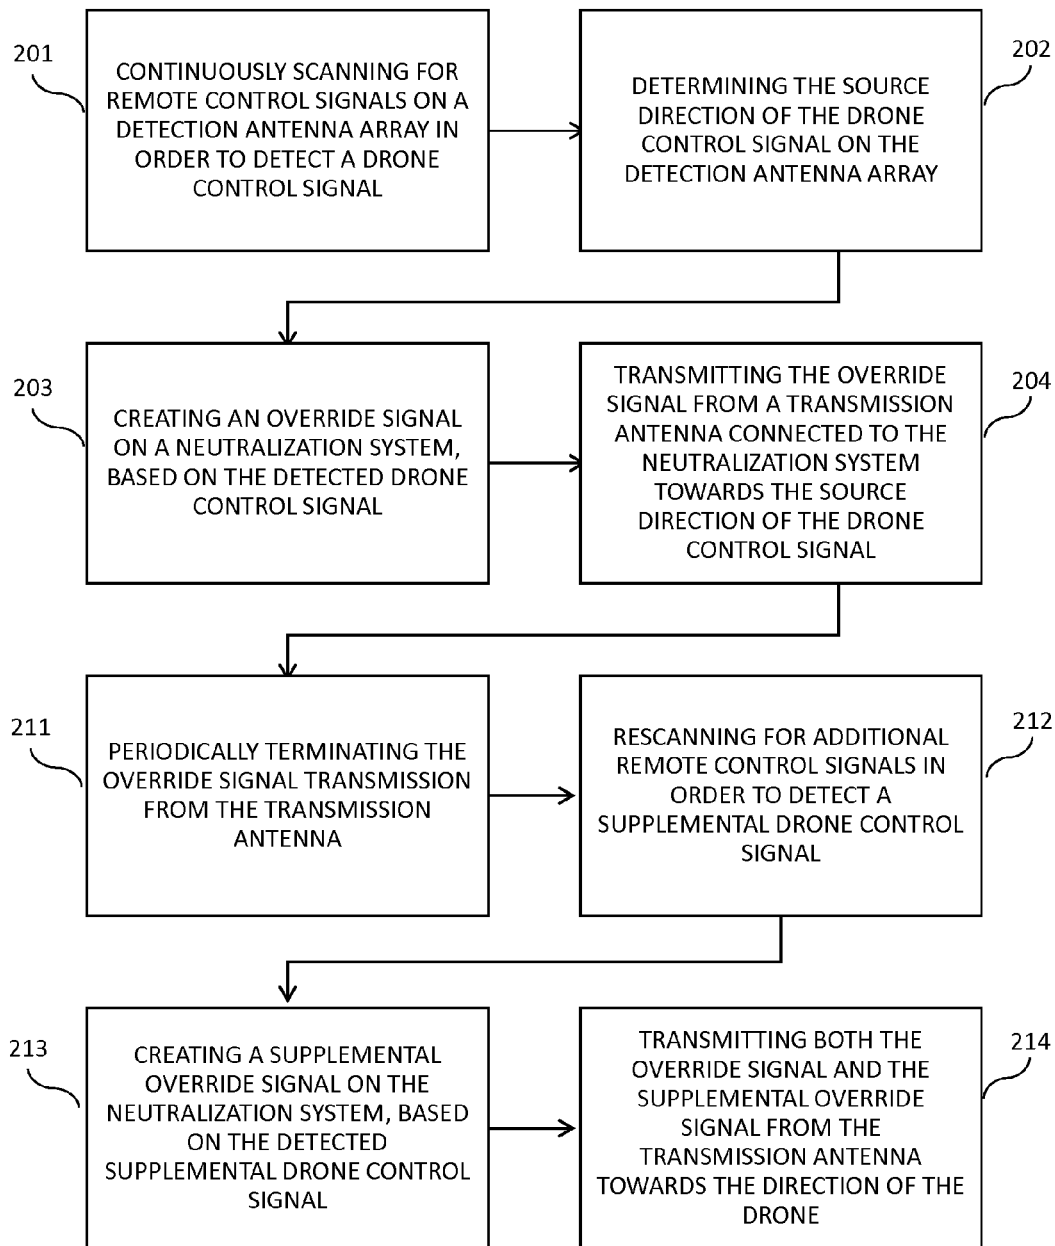 201
CONTINUOUSLY SCANNING FOR
REMOTE CONTROL SIGNALS ON A
DETECTION ANTENNA ARRAY IN
ORDER TO DETECT A DRONE
CONTROL SIGNAL
202
DETERMINING THE SOURCE
DIRECTION OF THE DRONE
CONTROL SIGNAL ON THE
DETECTION ANTENNA ARRAY
203
CREATING AN OVERRIDE SIGNAL
ON A NEUTRALIZATION SYSTEM,
BASED ON THE DETECTED DRONE
CONTROL SIGNAL
204
TRANSMITTING THE OVERRIDE
SIGNAL FROM A TRANSMISSION
ANTENNA CONNECTED TO THE
NEUTRALIZATION SYSTEM
TOWARDS THE SOURCE
DIRECTION OF THE DRONE
CONTROL SIGNAL
211
PERIODICALLY TERMINATING THE
OVERRIDE SIGNAL TRANSMISSION
FROM THE TRANSMISSION
ANTENNA
212
RESCANNING FOR ADDITIONAL
REMOTE CONTROL SIGNALS IN
ORDER TO DETECT A
SUPPLEMENTAL DRONE CONTROL
SIGNAL
213
CREATING A SUPPLEMENTAL
OVERRIDE SIGNAL ON THE
NEUTRALIZATION SYSTEM, BASED
ON THE DETECTED
SUPPLEMENTAL DRONE CONTROL
SIGNAL
214
TRANSMITTING BOTH THE
OVERRIDE SIGNAL AND THE
SUPPLEMENTAL OVERRIDE
SIGNAL FROM THE
TRANSMISSION ANTENNA
TOWARDS THE DIRECTION OF THE
DRONE